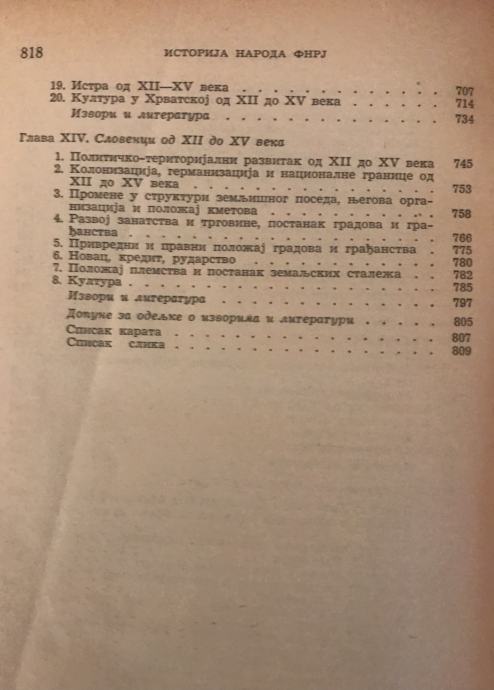 818 ИСТОРИЈА НАРОДА ФНРЈ
19. Истра од XII—XV века . . . . . . . . . . 707
20. Култура у Хрватској од XII до XV века . . . . . . 714
Извори и литература . . . . . . . . . . . 734
Глава XIV. Словенци од XII до XV века
1. Политичко-територијални развитак од XII до XV века 745
2. Колонизација, германизација и националне границе од
XII до XV века . . . . . . . . . . . . . 753
3. Промене у структури земљишног поседа, његова орга-
низација и положај кметова . . . . . . . . . 758
4. Развој занатства и трговине, постанак градова и гра-
ђанства . . . . . . . . . . . . . . . . 766
5. Привредни и правни положај градова и грађанства . 775
6. Новац, кредит, рударство . . . . . . . . . . 780
7. Положај племства и постанак земаљских сталежа . . 782
8. Култура . . . . . . . . . . . . . . . . 785
Извори и литература . . . . . . . . . . . 797
Допуне за одељке о изворима и литератури . . . . . 805
Списак карата . . . . . . . . . . . . . . 807
Списак слика . . . . . . . . . . . . . . 809